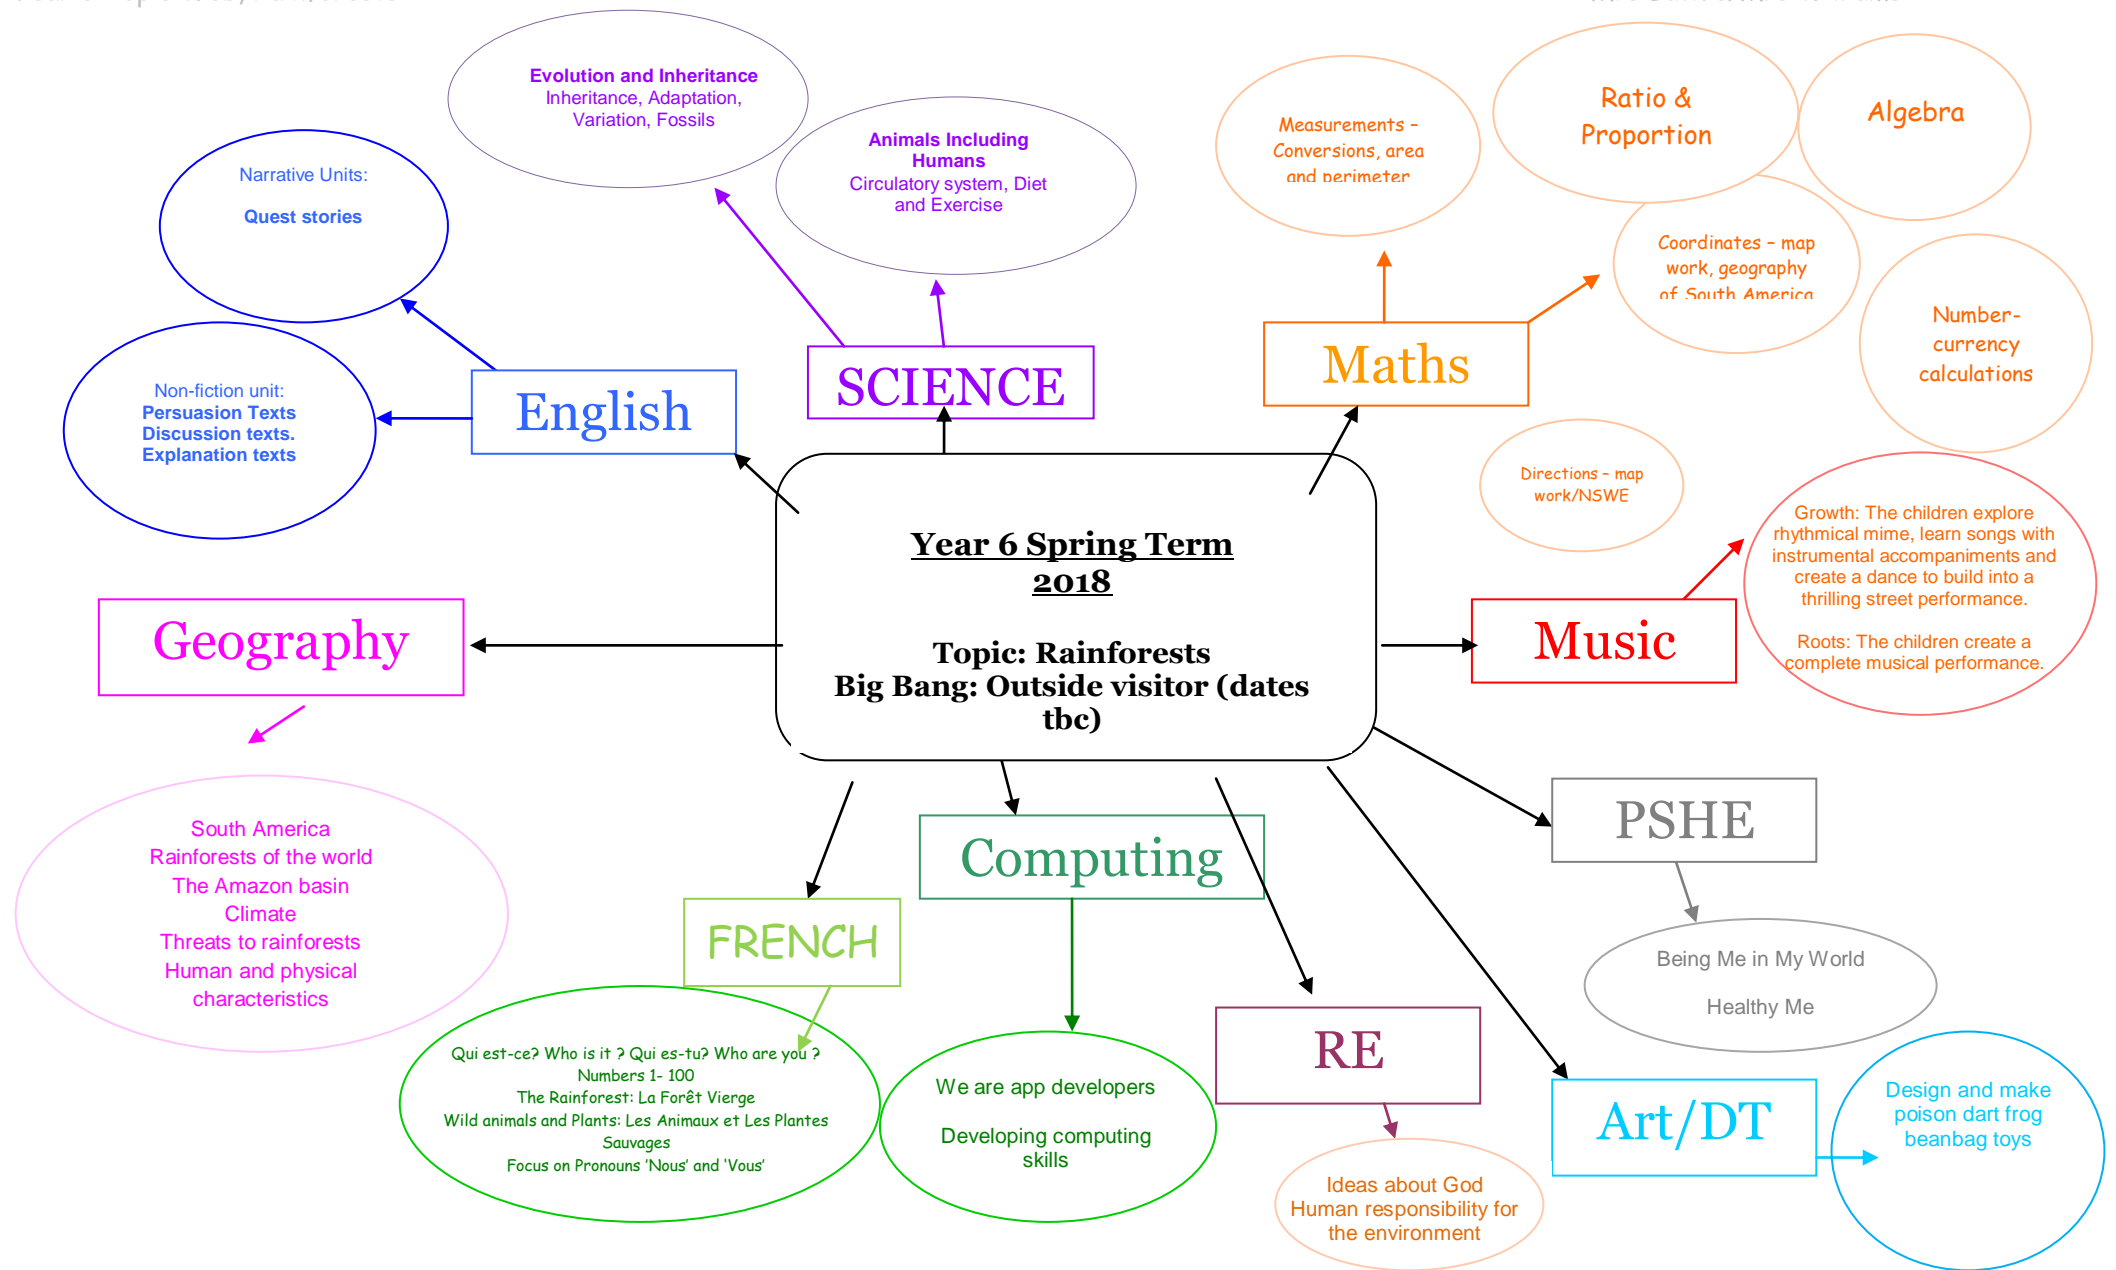 Evolution and Inheritance
Inheritance, Adaptation,
Variation, Fossils
Animals Including
Humans
Circulatory system, Diet
and Exercise
Measurements –
Conversions, area
and perimeter
Ratio &
Proportion
Algebra
Narrative Units:
Quest stories
Coordinates – map
work, geography
of South America
Number-
currency
calculations
Non-fiction unit:
Persuasion Texts
Discussion texts.
Explanation texts
English
SCIENCE
Maths
Directions – map
work/NSWE
Year 6 Spring Term
2018
Topic: Rainforests
Big Bang: Outside visitor (dates
tbc)
Geography
Music
Growth: The children explore
rhythmical mime, learn songs with
instrumental accompaniments and
create a dance to build into a
thrilling street performance.
Roots: The children create a
complete musical performance.
South America
Rainforests of the world
The Amazon basin
Climate
Threats to rainforests
Human and physical
characteristics
FRENCH
Computing
PSHE
Being Me in My World
Healthy Me
Qui est-ce? Who is it ? Qui es-tu? Who are you ?
Numbers 1- 100
The Rainforest: La Forêt Vierge
Wild animals and Plants: Les Animaux et Les Plantes
Sauvages
Focus on Pronouns ‘Nous’ and ‘Vous’
We are app developers
Developing computing
skills
RE
Ideas about God
Human responsibility for
the environment
Art/DT
Design and make
poison dart frog
beanbag toys